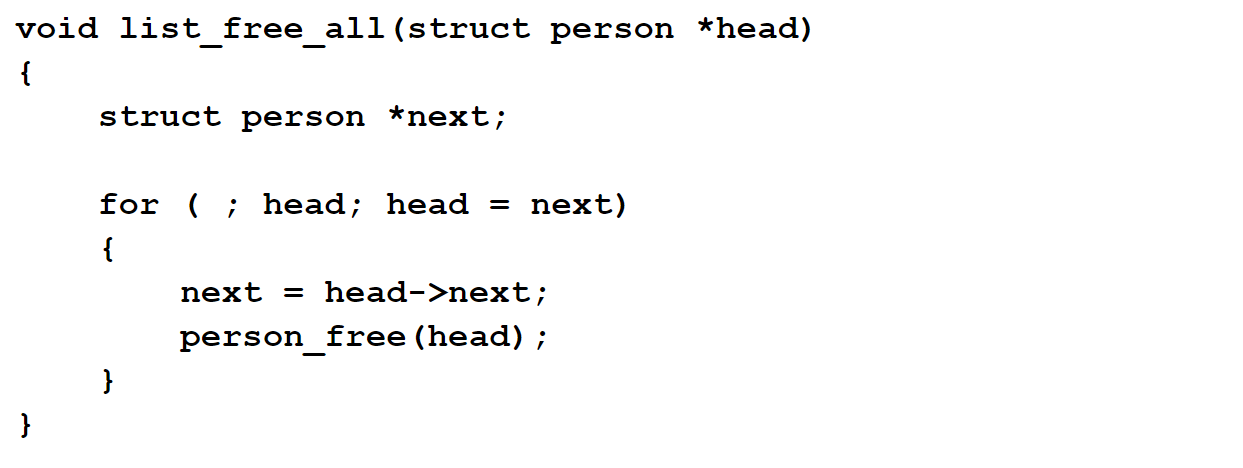 void list_free_all(struct person *head)
{
    struct person *next;

    for ( ; head; head = next)
    {
        next = head->next;
        person_free(head);
    }
}